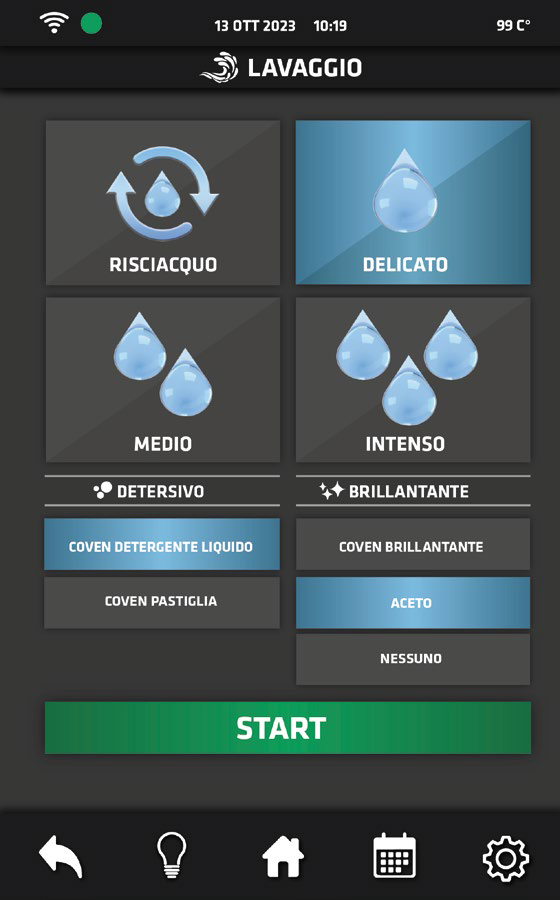 13 OTT 2023 10:19 99 C°
LAVAGGIO
RISCIACQUO DELICATO
MEDIO INTENSO
DETERSIVO BRILLANTANTE
COVEN DETERGENTE LIQUIDO COVEN BRILLANTANTE
COVEN PASTIGLIA ACETO
NESSUNO
START